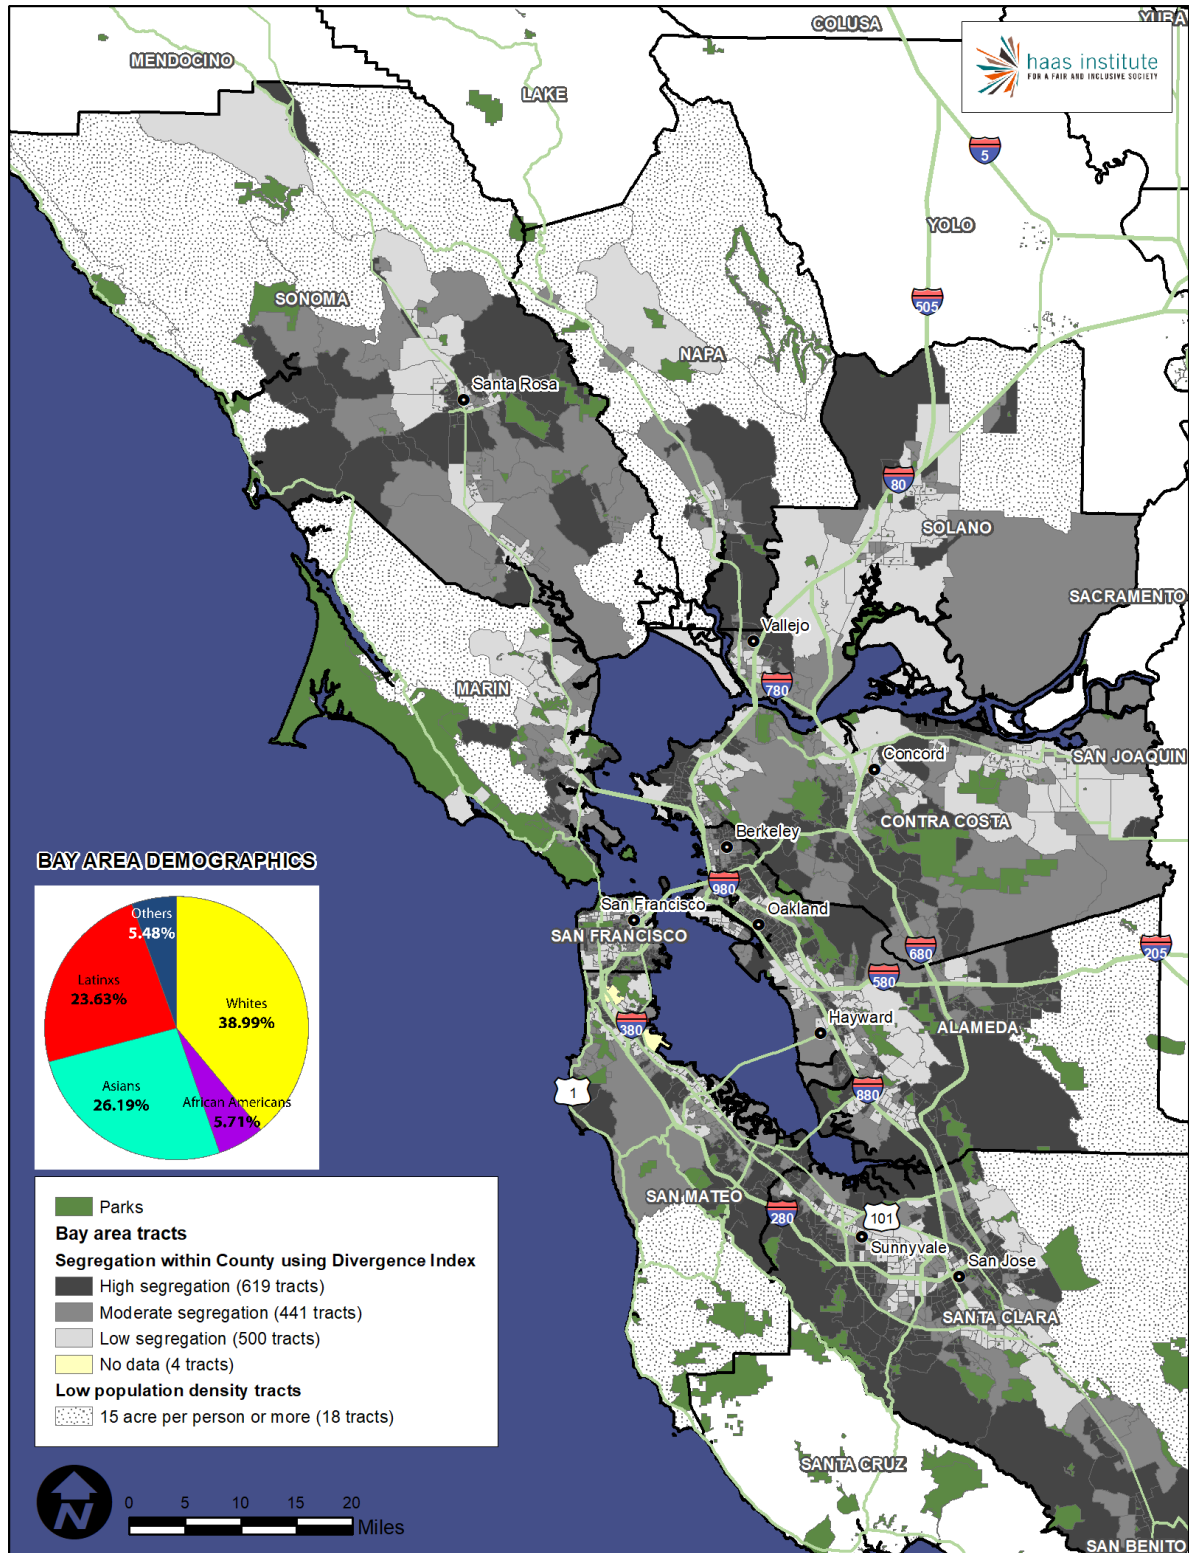 COLUSA
YUBA
haas institute
FOR A FAIR AND INCLUSIVE SOCIETY
MENDOCINO
LAKE
5
YOLO
SONOMA
505
NAPA
Santa Rosa
80
SOLANO
SACRAMENTO
Vallejo
MARIN
780
Concord
SAN JOAQUIN
CONTRA COSTA
Berkeley
980
San Francisco
Oakland
SAN FRANCISCO
680
205
580
Hayward
380
ALAMEDA
1
880
SAN MATEO
280
101
Sunnyvale
San Jose
SANTA CLARA
SANTA CRUZ
SAN BENITO
BAY AREA DEMOGRAPHICS
Others
5.48%
Latinxs
23.63%
Whites
38.99%
Asians
26.19%
African Americans
5.71%
Parks
Bay area tracts
Segregation within County using Divergence Index
High segregation (619 tracts)
Moderate segregation (441 tracts)
Low segregation (500 tracts)
No data (4 tracts)
Low population density tracts
15 acre per person or more (18 tracts)
N
0 5 10 15 20
Miles